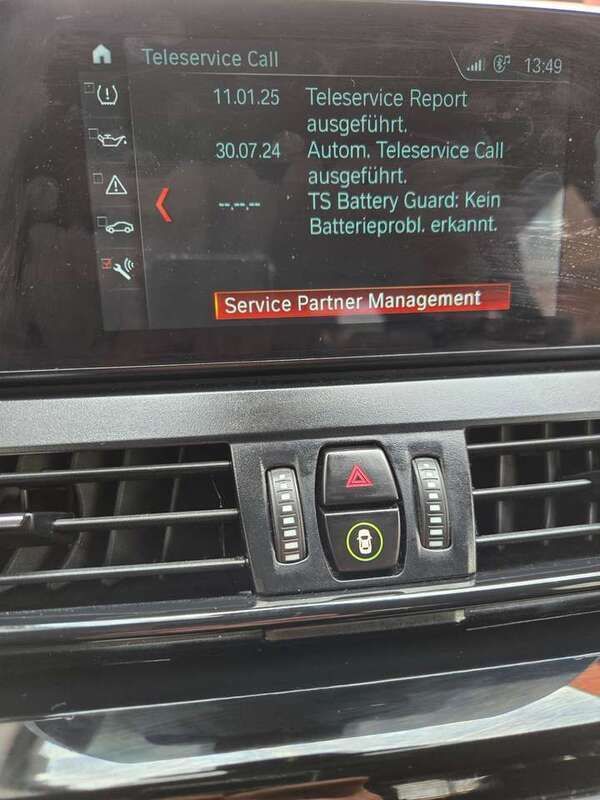 Teleservice Call
13:49
11.01.25 Teleservice Report
ausgeführt.
30.07.24 Autom. Teleservice Call
ausgeführt.
--.--.-- TS Battery Guard: Kein
Batterieprobl. erkannt.
Service Partner Management